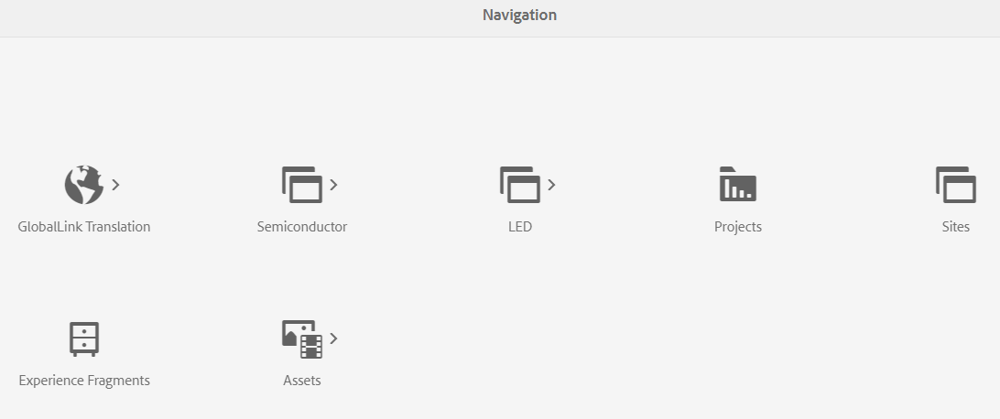 Navigation
GlobalLink Translation
Semiconductor
LED
Projects
Sites
Experience Fragments
Assets